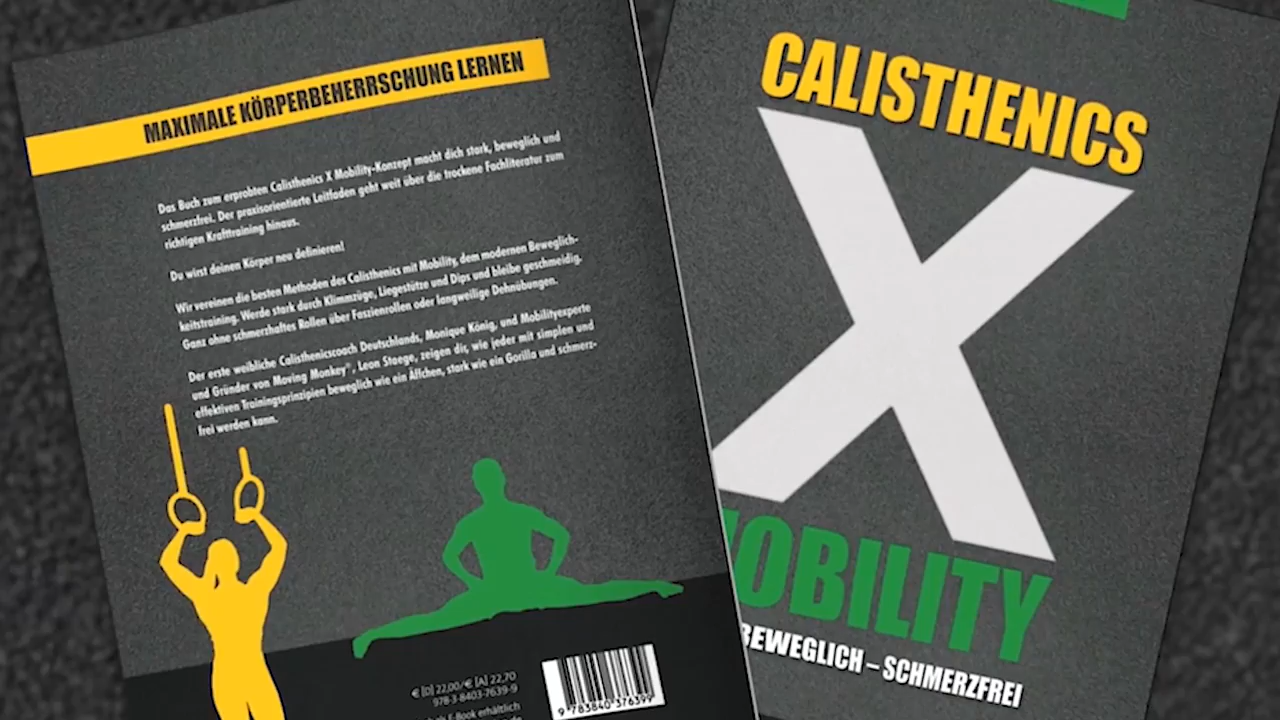 MAXIMALE KÖRPERBEHERRSCHUNG LERNEN
Das Buch zum erprobten Calisthenics X Mobility-Konzept macht dich stark, beweglich und
schmerzfrei. Der praxisorientierte Leitfaden geht weit über die trockene Fachliteratur zum
richtigen Krafttraining hinaus.
Du wirst deinen Körper neu definieren!
Wir vereinen die besten Methoden des Calisthenics mit Mobility, dem modernen Beweglich-
keitstraining. Werde stark durch Klimmzüge, Liegestütze und Dips und bleibe geschmeidig.
Ganz ohne schmerzhaftes Rollen über Faszienrollen oder langweilige Dehnübungen.
Der erste weibliche Calisthenicscoach Deutschlands, Monique König, und Mobilityexperte
und Gründer von Moving Monkey®, Leon Staege, zeigen dir, wie jeder mit simplen und
effektiven Trainingsprinzipien beweglich wie ein Äffchen, stark wie ein Gorilla und schmerz-
frei werden kann.
€ [D] 22,00/€ [A] 22,70
978-3-8403-7639-9
E-Book erhältlich
9 783840 376399
CALISTHENICS
X
MOBILITY
BEWEGLICH – SCHMERZFREI